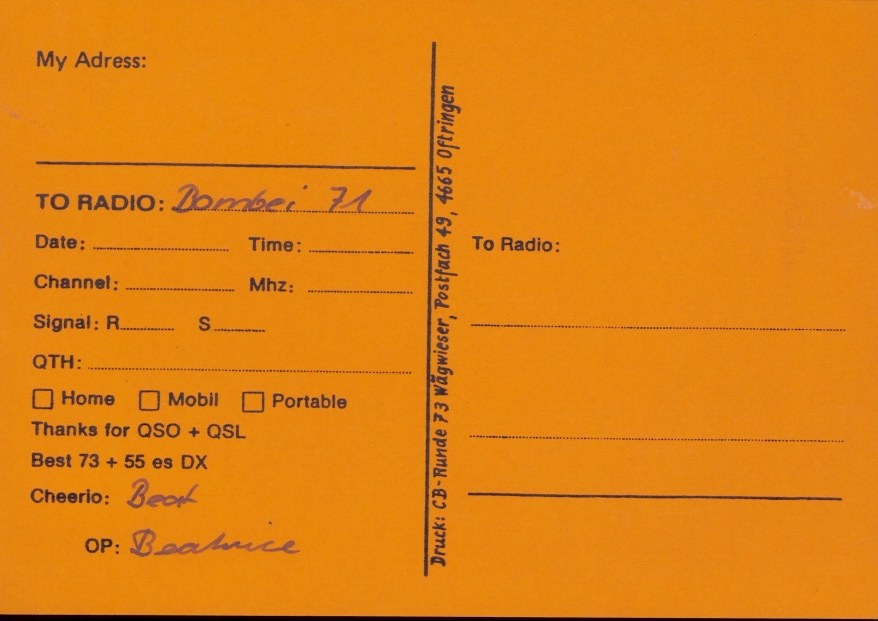 My Adress:
TO RADIO: Bombei 71
Date: Time:
Channel: Mhz:
Signal: R S
QTH:
Home Mobil Portable
Thanks for QSO + QSL
Best 73 + 55 es DX
Cheerio: Beat
OP: Beatrice
Druck: CB-Runde 73 Wägwieser, Postfach 49, 4665 Oftringen
To Radio: